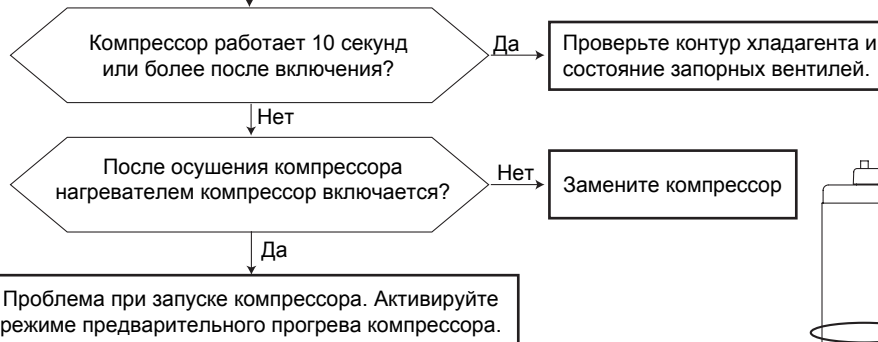 Компрессор работает 10 секунд
или более после включения?
Да
Проверьте контур хладагента и
состояние запорных вентилей.
Нет
После осушения компрессора
нагревателем компрессор включается?
Нет
Замените компрессор
Да
Проблема при запуске компрессора. Активируйте
режиме предварительного прогрева компрессора.